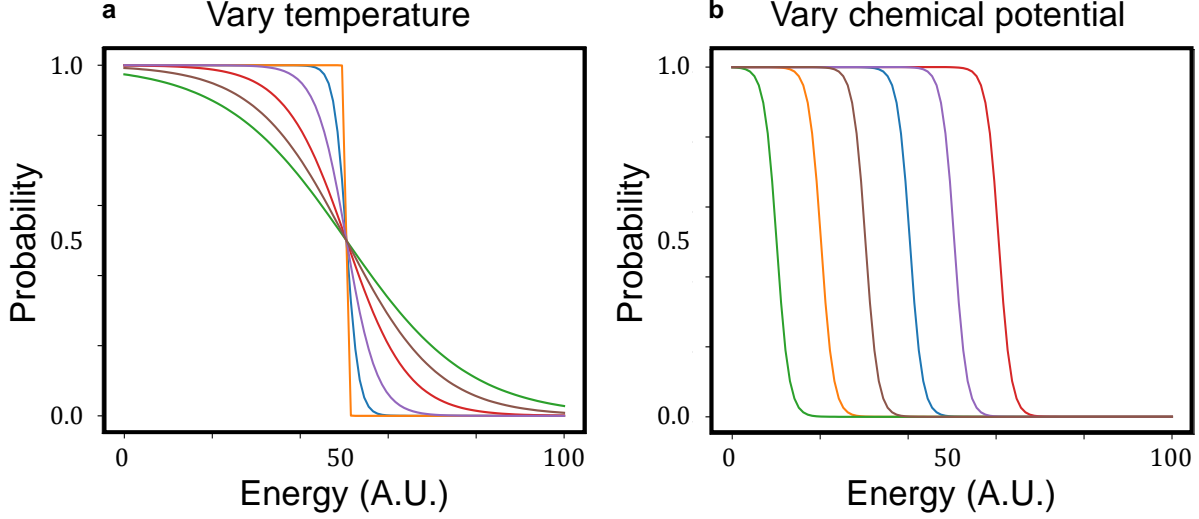 a Vary temperature
1.0
0.5
0.0
Probability
0 50 100
Energy (A.U.)
b Vary chemical potential
1.0
0.5
0.0
Probability
0 50 100
Energy (A.U.)